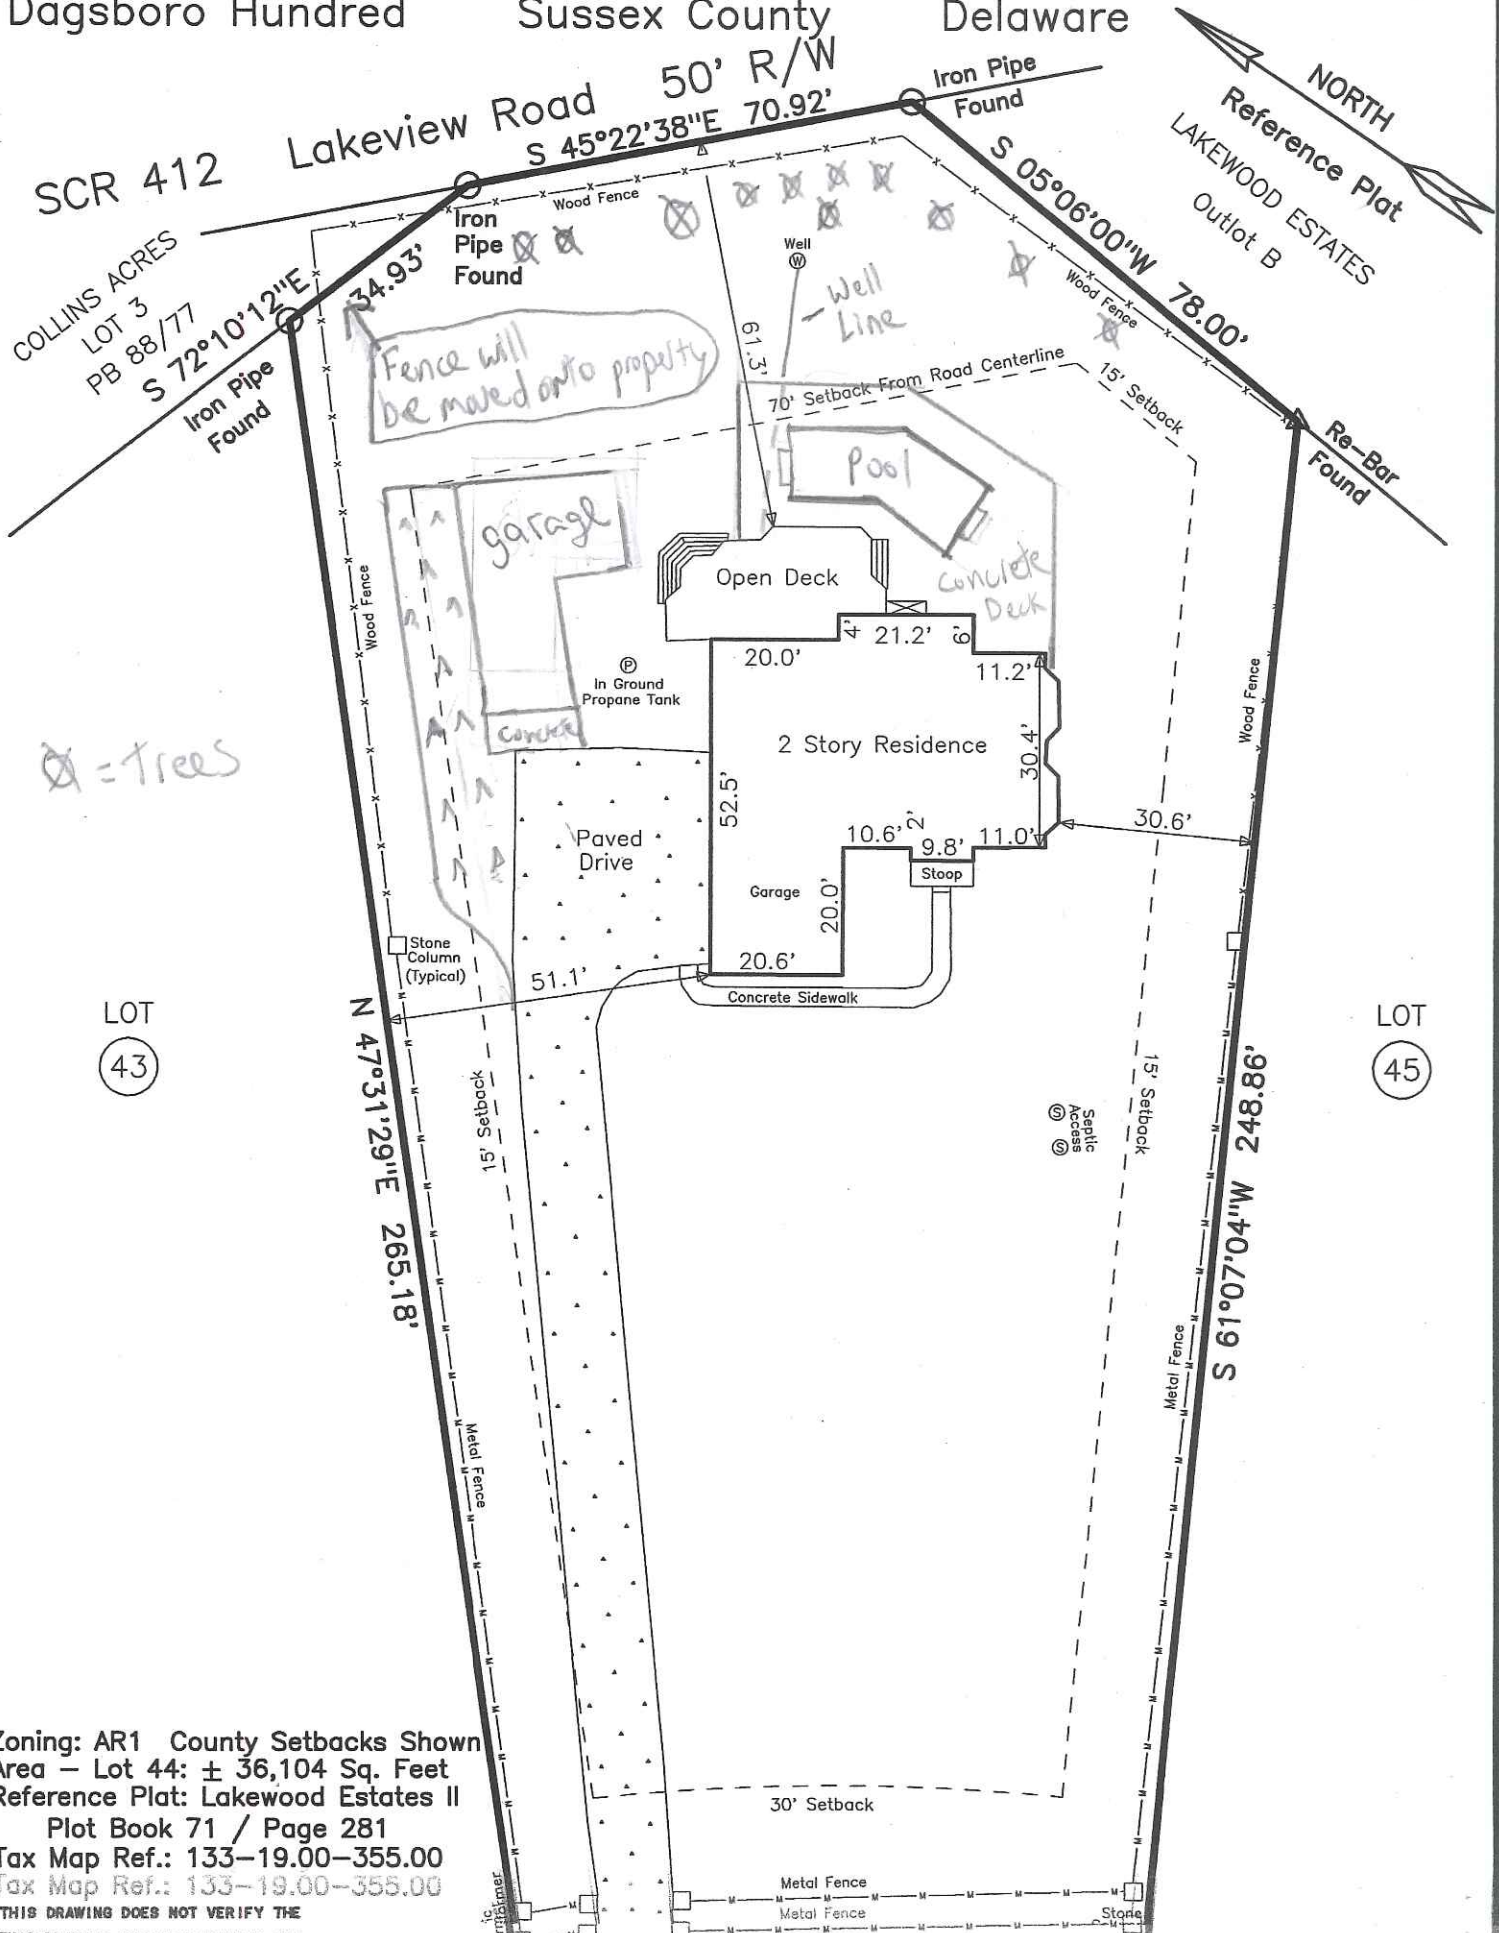 Dagsboro Hundred Sussex County Delaware
SCR 412 Lakeview Road 50' R/W
S 45°22'38"E 70.92'
Iron Pipe
Found
NORTH
Reference Plat
LAKEWOOD ESTATES
Outlot B
S 05°06'00"W 78.00'
COLLINS ACRES
LOT 3
PB 88/77
S 72°10'12"E
34.93'
Iron
Pipe
Found
Wood Fence
Iron Pipe
Found
Fence will
be moved onto property
Well
W
Well
Line
61.3'
Wood Fence
70' Setback From Road Centerline
15' Setback
Re-Bar
Found
Pool
garage
Concrete
Deck
Open Deck
Wood Fence
4'
21.2'
6'
20.0'
11.2'
P
In Ground
Propane Tank
Concrete
2 Story Residence
30.4'
Wood Fence
= trees
52.5'
Paved
Drive
10.6'
2'
9.8'
11.0'
30.6'
Stoop
Garage
20.0'
20.6'
Stone
Column
(Typical)
51.1'
Concrete Sidewalk
LOT
43
LOT
45
N 47°31'29"E 265.18'
15' Setback
15' Setback
S
S
Septic
Access
S 61°07'04"W 248.86'
Metal Fence
Metal Fence
30' Setback
Zoning: AR1 County Setbacks Shown
Area – Lot 44: ± 36,104 Sq. Feet
Reference Plat: Lakewood Estates II
Plot Book 71 / Page 281
Tax Map Ref.: 133–19.00–355.00
Tax Map Ref.: 133–19.00–355.00
THIS DRAWING DOES NOT VERIFY THE
Metal Fence
Metal Fence
Stone